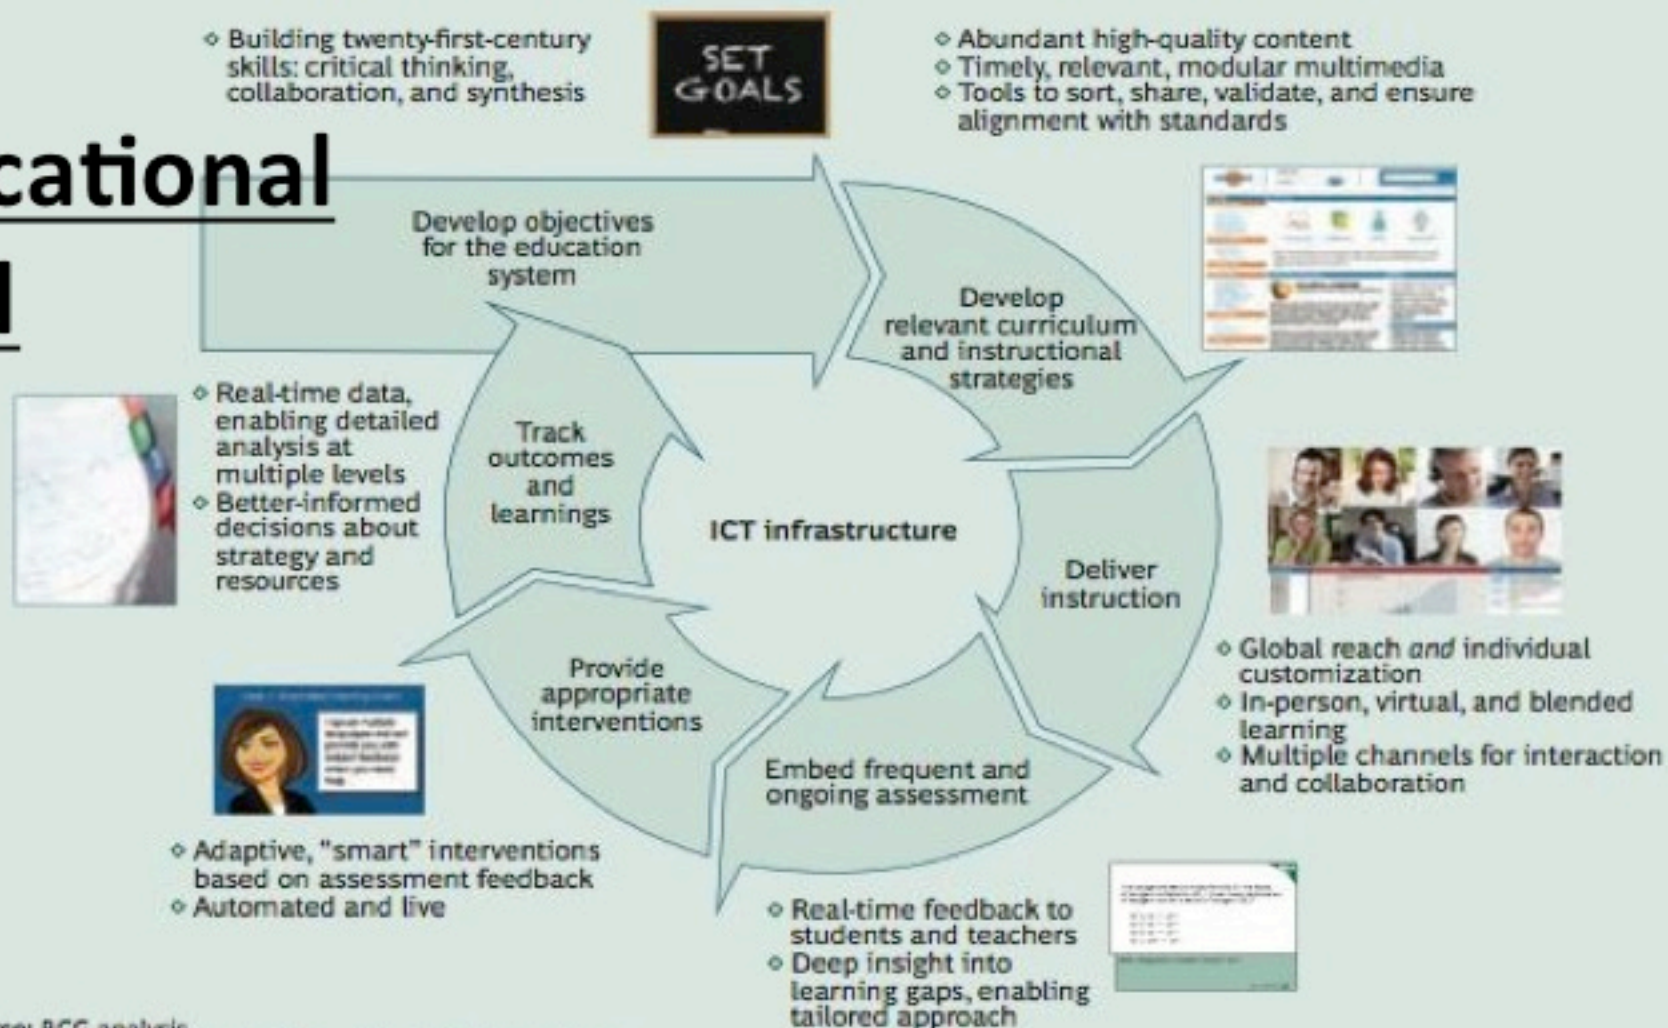 ◇ Building twenty-first-century
skills: critical thinking,
collaboration, and synthesis
SET
GOALS
◇ Abundant high-quality content
◇ Timely, relevant, modular multimedia
◇ Tools to sort, share, validate, and ensure
alignment with standards
cational
Develop objectives
for the education
system
Develop
relevant curriculum
and instructional
strategies
◇ Real-time data,
enabling detailed
analysis at
multiple levels
◇ Better-informed
decisions about
strategy and
resources
Track
outcomes
and
learnings
ICT infrastructure
Deliver
instruction
◇ Global reach and individual
customization
◇ In-person, virtual, and blended
learning
◇ Multiple channels for interaction
and collaboration
Provide
appropriate
interventions
Embed frequent and
ongoing assessment
◇ Adaptive, “smart” interventions
based on assessment feedback
◇ Automated and live
◇ Real-time feedback to
students and teachers
◇ Deep insight into
learning gaps, enabling
tailored approach
BCG analysis